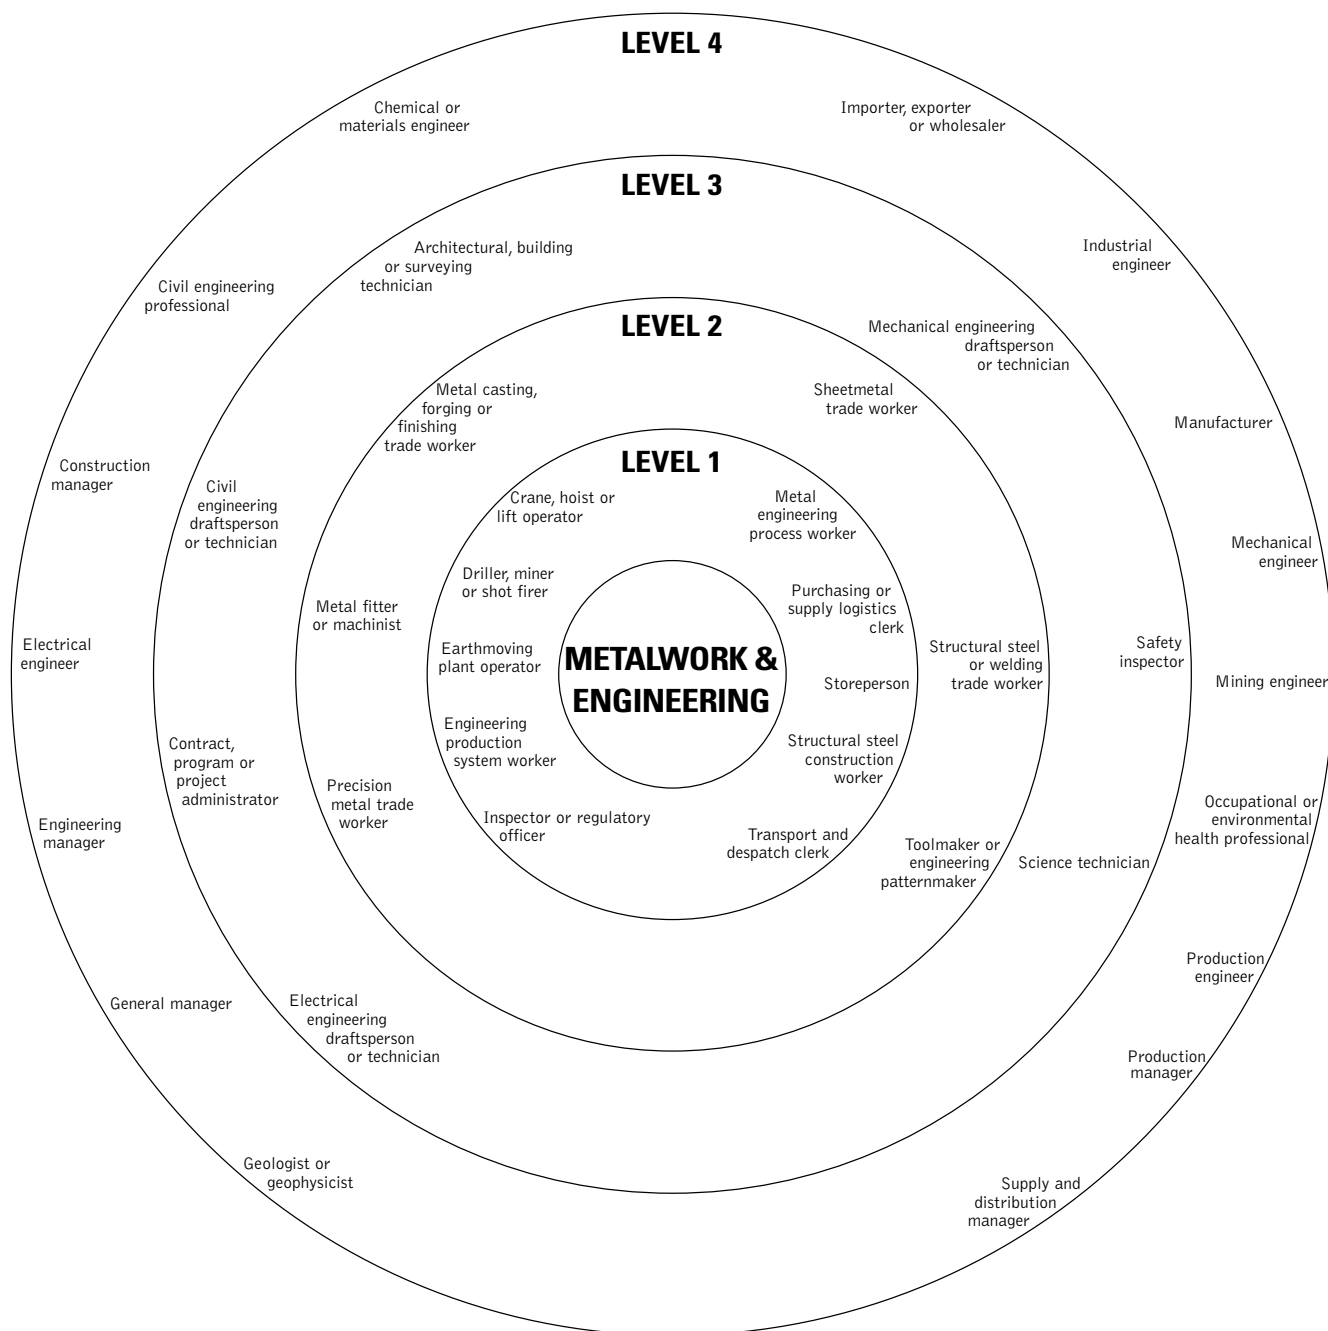 LEVEL 4
Chemical or
materials engineer
Importer, exporter
or wholesaler
Civil engineering
professional
Industrial
engineer
Construction
manager
Manufacturer
Electrical
engineer
Mechanical
engineer
Engineering
manager
Mining engineer
General manager
Occupational or
environmental
health professional
Geologist or
geophysicist
Production
engineer
Production
manager
Supply and
distribution
manager
LEVEL 3
Architectural, building
or surveying
technician
Mechanical engineering
draftsperson
or technician
Civil
engineering
draftsperson
or technician
Safety
inspector
Contract,
program or
project
administrator
Science technician
Electrical
engineering
draftsperson
or technician
LEVEL 2
Metal casting,
forging or
finishing
trade worker
Sheetmetal
trade worker
Metal fitter
or machinist
Structural steel
or welding
trade worker
Precision
metal trade
worker
Toolmaker or
engineering
patternmaker
LEVEL 1
Crane, hoist or
lift operator
Metal
engineering
process worker
Driller, miner
or shot firer
Purchasing or
supply logistics
clerk
Earthmoving
plant operator
Storeperson
Engineering
production
system worker
Structural steel
construction
worker
Inspector or regulatory
officer
Transport and
despatch clerk
METALWORK &
ENGINEERING